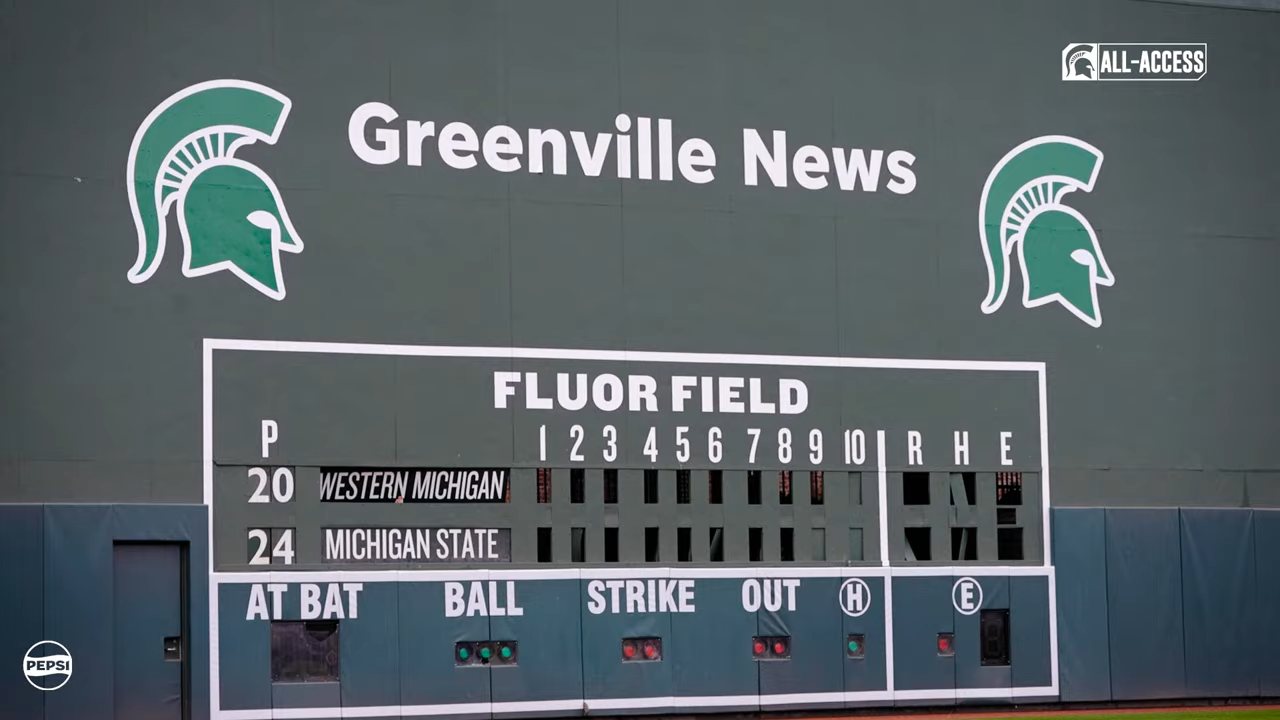 ALL-ACCESS
Greenville News
FLUOR FIELD
P 1 2 3 4 5 6 7 8 9 10 R H E
20 WESTERN MICHIGAN
24 MICHIGAN STATE
AT BAT BALL STRIKE OUT H E
PEPSI